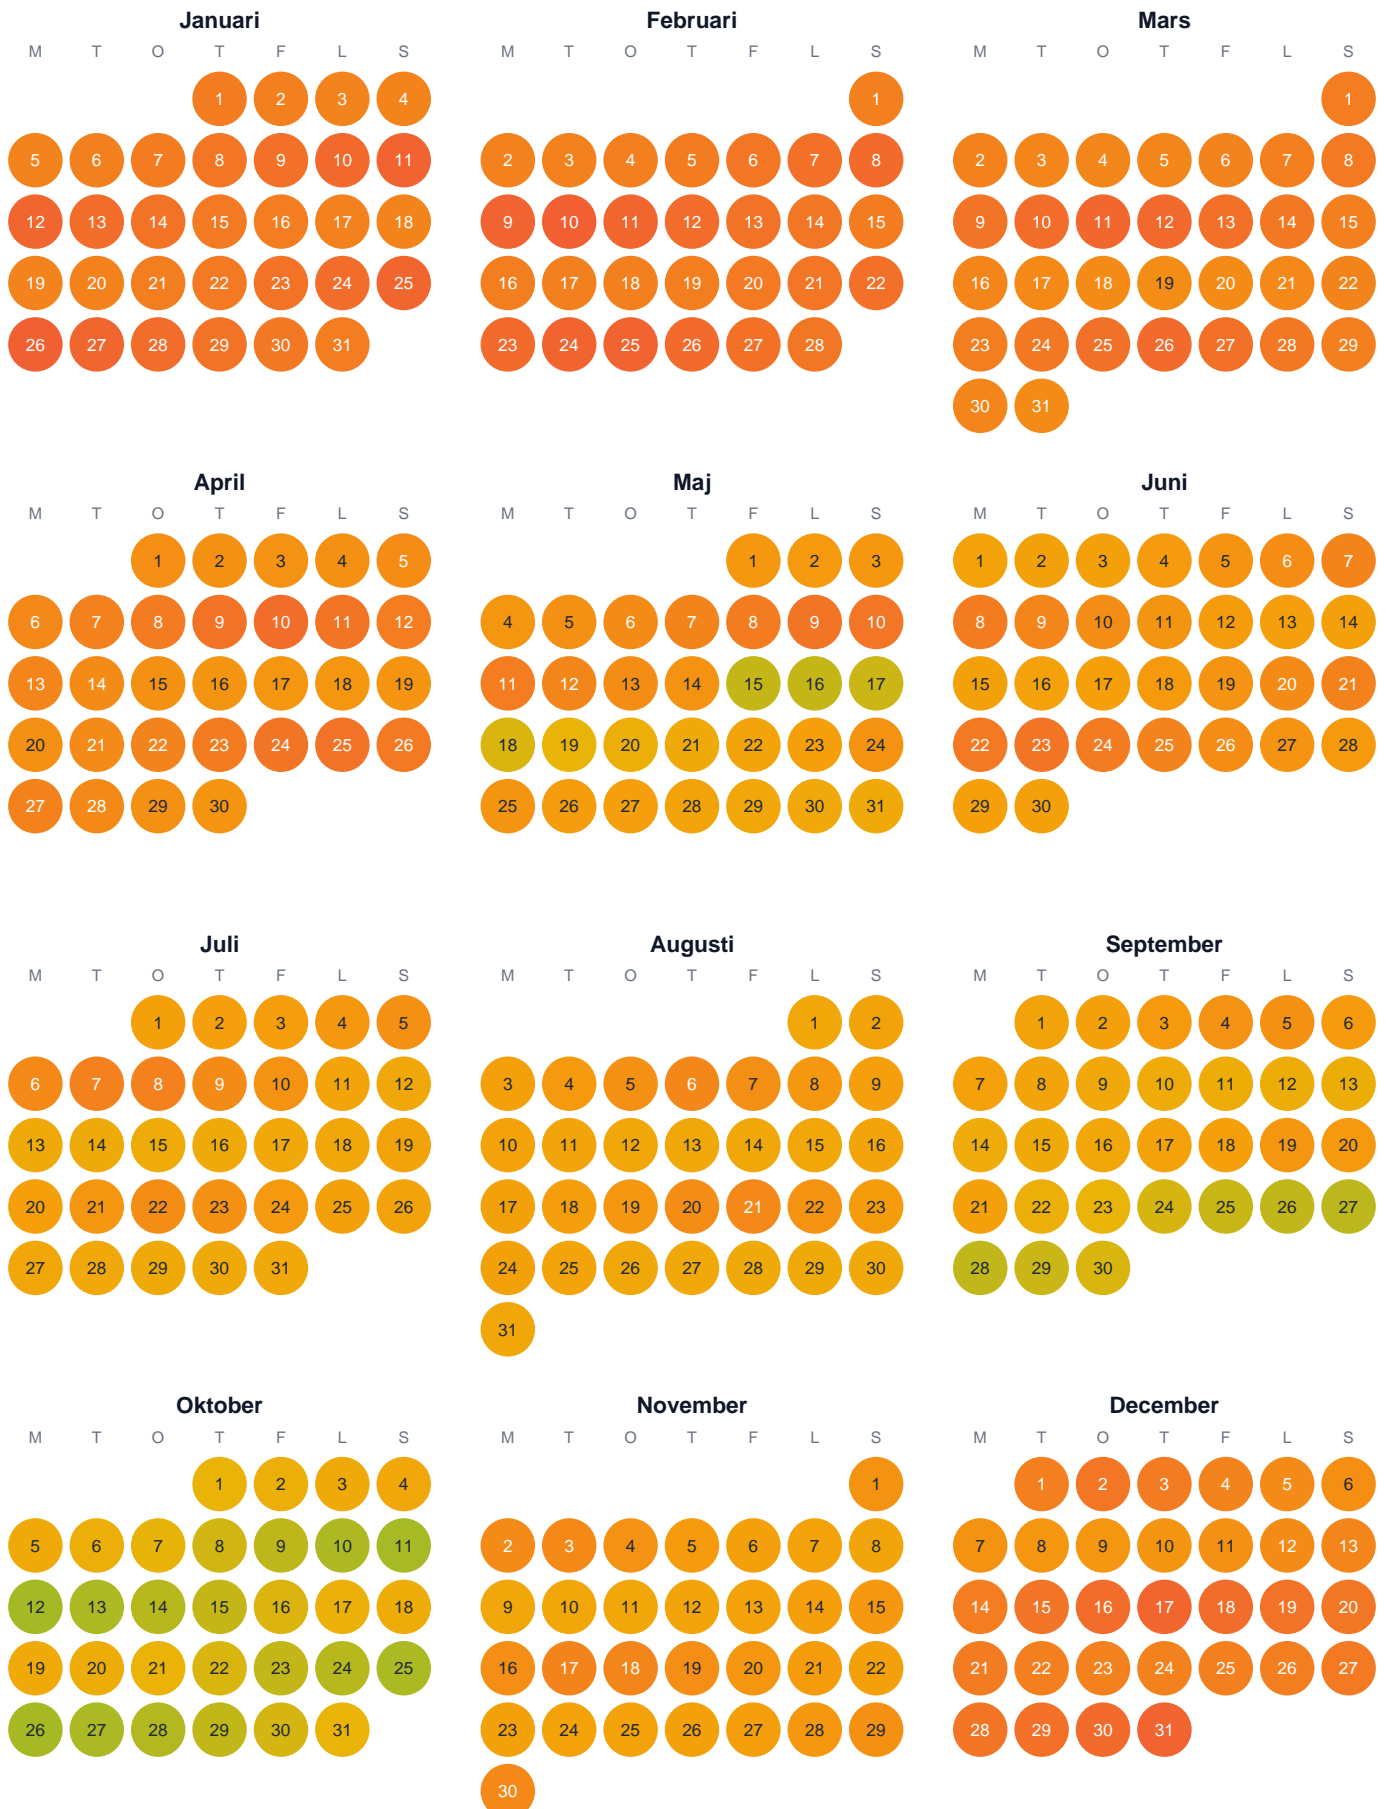 Januari Februari Mars
M T O T F L S M T O T F L S M T O T F L S
1 2 3 4 1 1
5 6 7 8 9 10 11 2 3 4 5 6 7 8 2 3 4 5 6 7 8
12 13 14 15 16 17 18 9 10 11 12 13 14 15 9 10 11 12 13 14 15
19 20 21 22 23 24 25 16 17 18 19 20 21 22 16 17 18 19 20 21 22
26 27 28 29 30 31 23 24 25 26 27 28 23 24 25 26 27 28 29
30 31
April Maj Juni
M T O T F L S M T O T F L S M T O T F L S
1 2 3 4 5 1 2 3 1 2 3 4 5 6 7
6 7 8 9 10 11 12 4 5 6 7 8 9 10 8 9 10 11 12 13 14
13 14 15 16 17 18 19 11 12 13 14 15 16 17 15 16 17 18 19 20 21
20 21 22 23 24 25 26 18 19 20 21 22 23 24 22 23 24 25 26 27 28
27 28 29 30 25 26 27 28 29 30 31 29 30
Juli Augusti September
M T O T F L S M T O T F L S M T O T F L S
1 2 3 4 5 1 2 1 2 3 4 5 6
6 7 8 9 10 11 12 3 4 5 6 7 8 9 7 8 9 10 11 12 13
13 14 15 16 17 18 19 10 11 12 13 14 15 16 14 15 16 17 18 19 20
20 21 22 23 24 25 26 17 18 19 20 21 22 23 21 22 23 24 25 26 27
27 28 29 30 31 24 25 26 27 28 29 30 28 29 30
31
Oktober November December
M T O T F L S M T O T F L S M T O T F L S
1 2 3 4 1 1 2 3 4 5 6
5 6 7 8 9 10 11 2 3 4 5 6 7 8 7 8 9 10 11 12 13
12 13 14 15 16 17 18 9 10 11 12 13 14 15 14 15 16 17 18 19 20
19 20 21 22 23 24 25 16 17 18 19 20 21 22 21 22 23 24 25 26 27
26 27 28 29 30 31 23 24 25 26 27 28 29 28 29 30 31
30